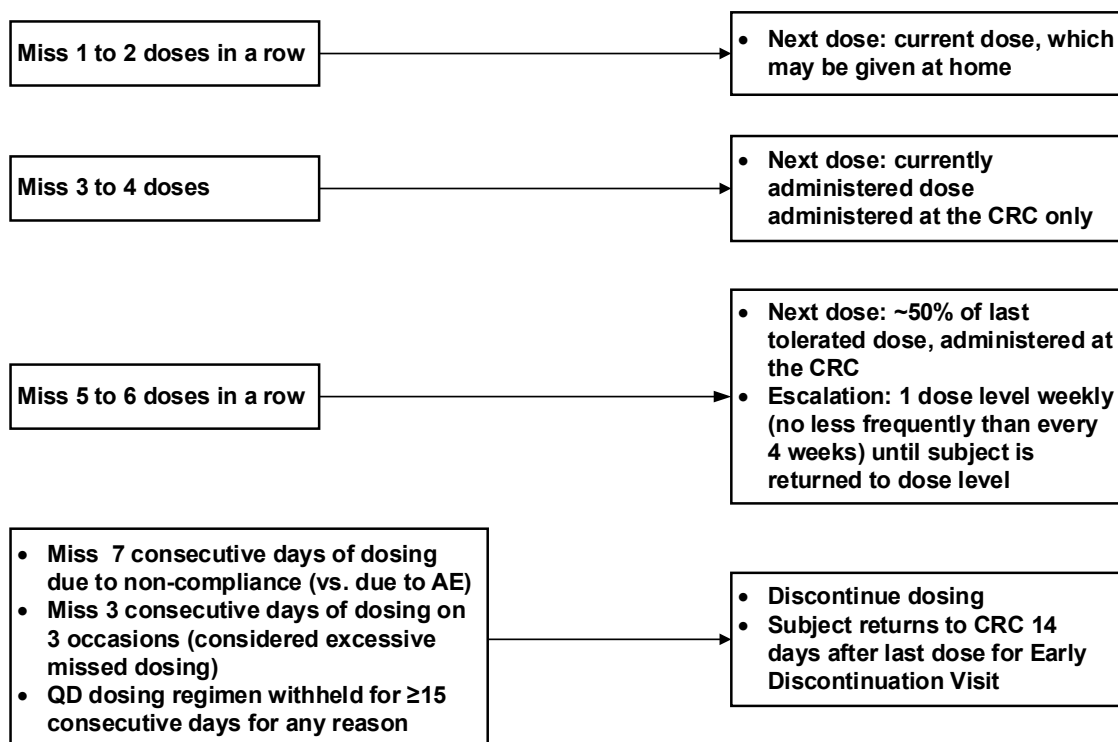 Miss 1 to 2 doses in a row
• Next dose: current dose, which
may be given at home
Miss 3 to 4 doses
• Next dose: currently
administered dose
administered at the CRC only
Miss 5 to 6 doses in a row
• Next dose: ~50% of last
tolerated dose, administered at
the CRC
• Escalation: 1 dose level weekly
(no less frequently than every
4 weeks) until subject is
returned to dose level
• Miss  7 consecutive days of dosing
due to non-compliance (vs. due to AE)
• Miss 3 consecutive days of dosing on
3 occasions (considered excessive
missed dosing)
• QD dosing regimen withheld for ≥15
consecutive days for any reason
• Discontinue dosing
• Subject returns to CRC 14
days after last dose for Early
Discontinuation Visit